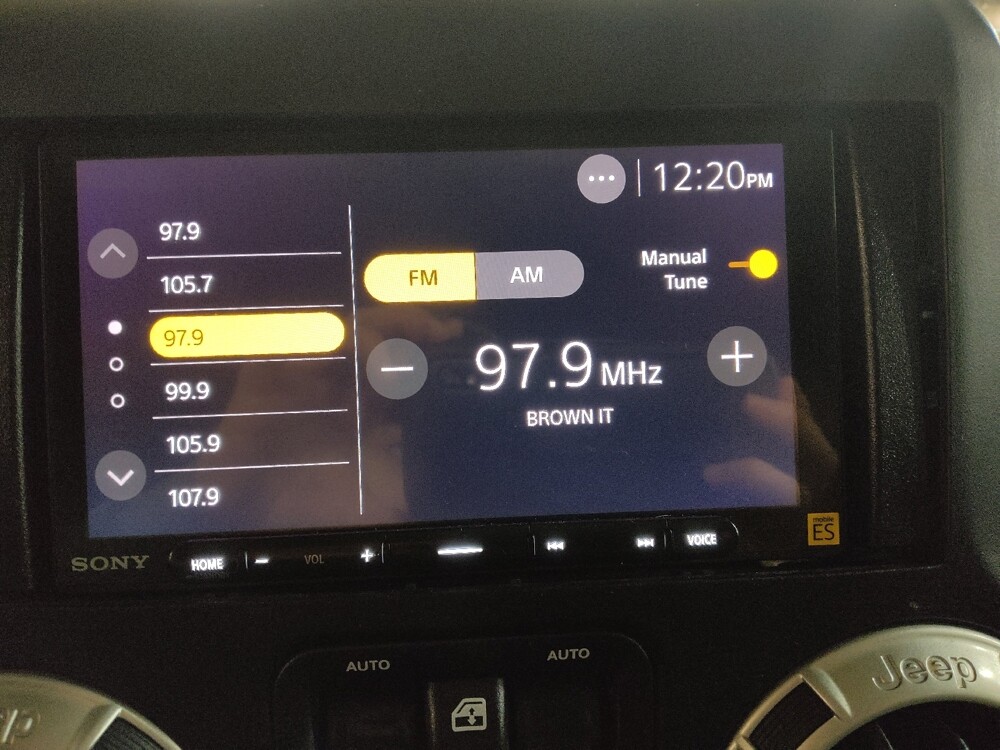 12:20PM
97.9
105.7
97.9
99.9
105.9
107.9
FM
AM
Manual
Tune
97.9 MHz
BROWN IT
SONY
HOME
VOL
VOICE
mobile
ES
AUTO
AUTO
Jeep